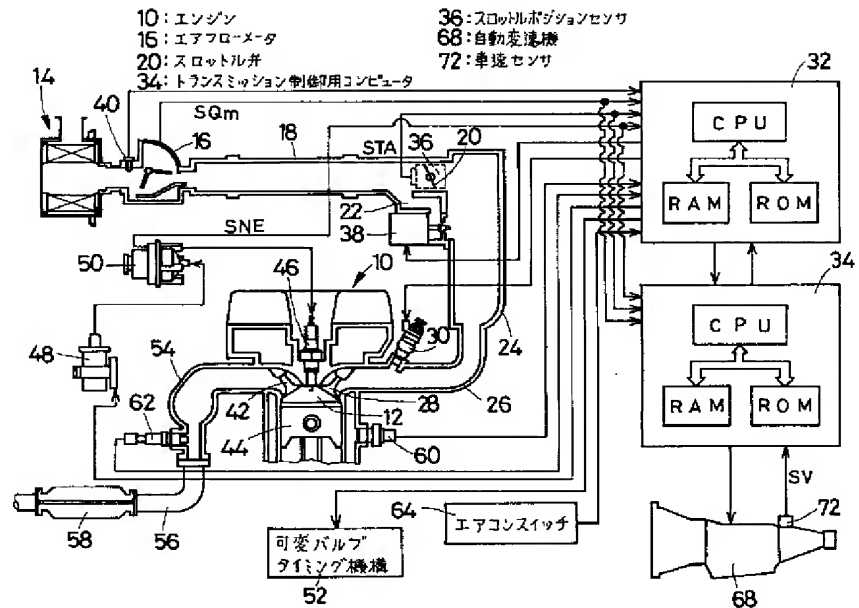 10:エンジン
16:エアフローメータ
20:スロットル弁
34:トランスミッション制御用コンピュータ
36:スロットルポジションセンサ
68:自動変速機
72:車速センサ
14
40
SQm
16
18
STA
36
20
32
CPU
RAM
ROM
22
38
SNE
50
10
46
34
CPU
RAM
ROM
48
54
30
24
42
28
26
62
12
44
60
SV
64
エアコンスイッチ
72
58
56
可変バルブ
タイミング機構
52
68